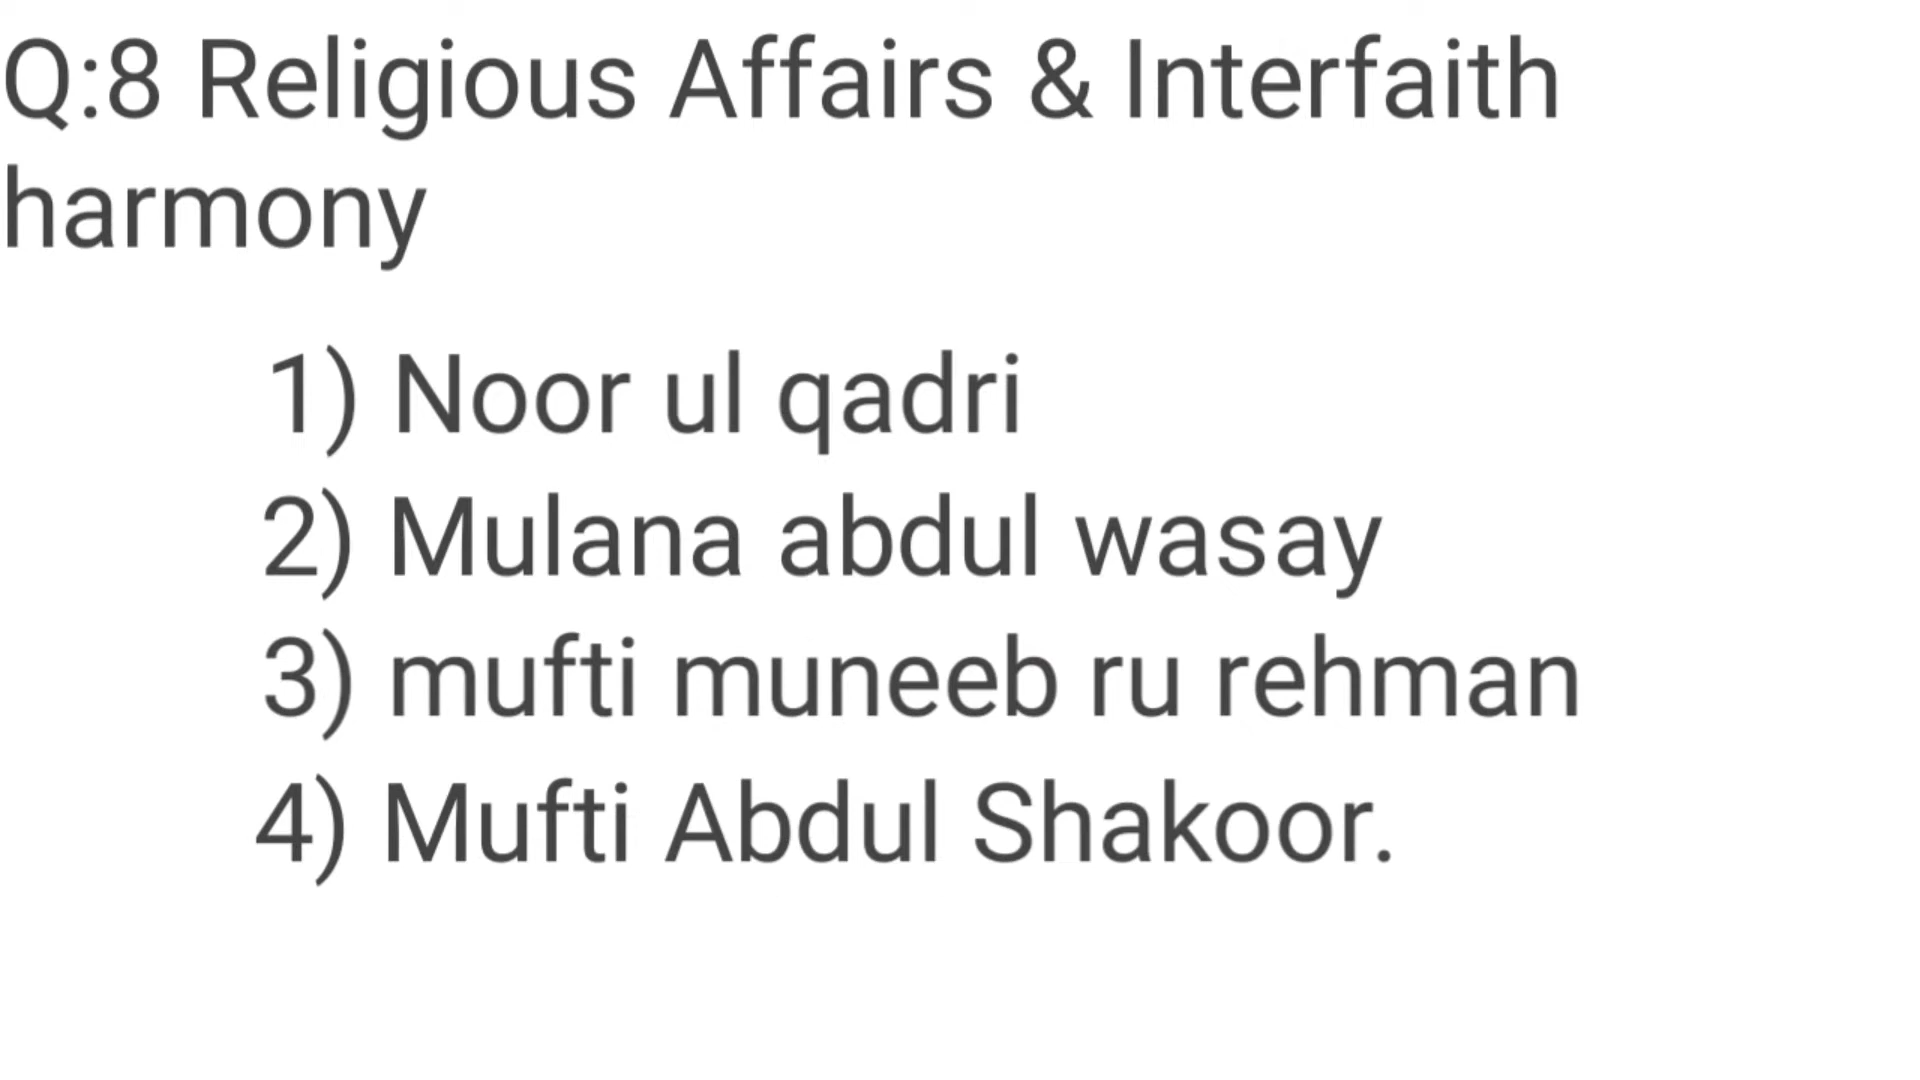 Q:8 Religious Affairs & Interfaith
harmony
1) Noor ul qadri
2) Mulana abdul wasay
3) mufti muneeb ru rehman
4) Mufti Abdul Shakoor.